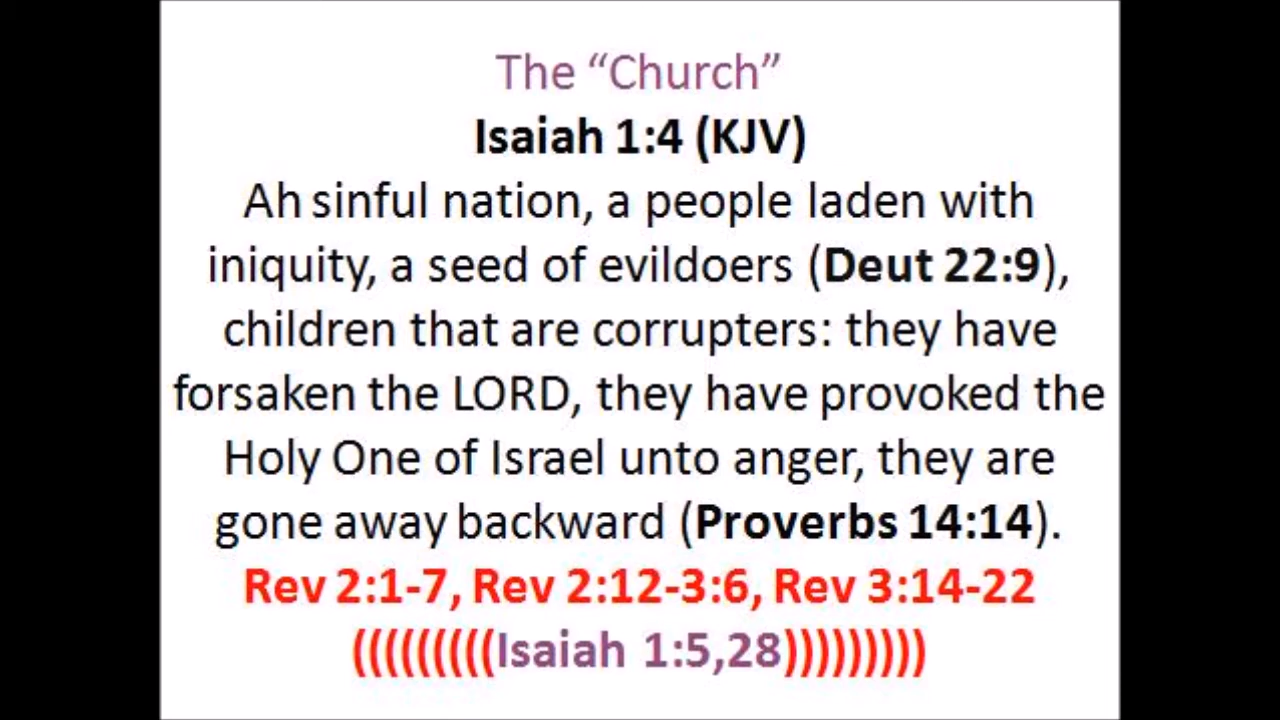 The “Church”
Isaiah 1:4 (KJV)
Ah sinful nation, a people laden with
iniquity, a seed of evildoers (Deut 22:9),
children that are corrupters: they have
forsaken the LORD, they have provoked the
Holy One of Israel unto anger, they are
gone away backward (Proverbs 14:14).
Rev 2:1-7, Rev 2:12-3:6, Rev 3:14-22
(((((((((Isaiah 1:5,28)))))))))